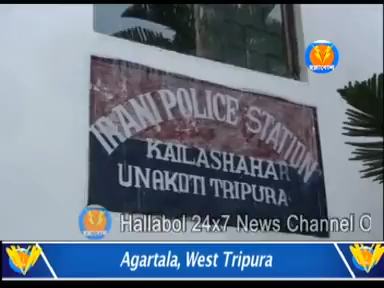 IRANI POLICE STATION
KAILASHAHAR
UNAKOTI TRIPURA
Hallabol 24x7 News Channel O
Agartala, West Tripura